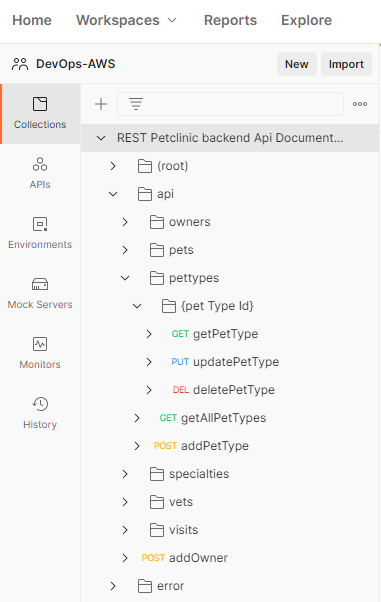 Home Workspaces Reports Explore
DevOps-AWS New Import
Collections
APIs
Environments
Mock Servers
Monitors
History
REST Petclinic backend Api Document...
(root)
api
owners
pets
pettypes
{pet Type Id}
GET getPetType
PUT updatePetType
DEL deletePetType
GET getAllPetTypes
POST addPetType
specialties
vets
visits
POST addOwner
error